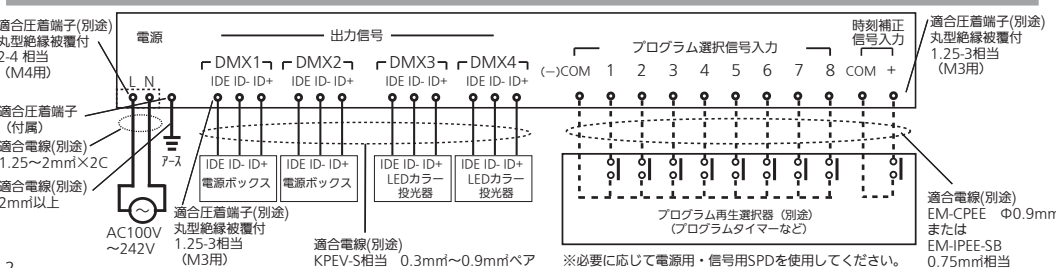 適合圧着端子(別途)
丸型絶縁被覆付
2-4 相当
(M4用)
電源
L N
適合圧着端子
(付属)
適合電線(別途)
1.25～2mm²×2C
適合電線(別途)
2mm²以上
ｱｰｽ
AC100V
～242V
出力信号
DMX1 DMX2 DMX3 DMX4
IDE ID- ID+ IDE ID- ID+ IDE ID- ID+ IDE ID- ID+
IDE ID- ID+ IDE ID- ID+ IDE ID- ID+ IDE ID- ID+
電源ボックス 電源ボックス LEDカラー LEDカラー
投光器 投光器
適合圧着端子(別途)
丸型絶縁被覆付
1.25-3相当
(M3用)
適合電線(別途)
KPEV-S相当 0.3mm²～0.9mm²ペア
プログラム選択信号入力
(−)COM 1 2 3 4 5 6 7 8
時刻補正
信号入力
COM +
プログラム再生選択器（別途）
(プログラムタイマーなど)
※必要に応じて電源用・信号用SPDを使用してください。
適合圧着端子(別途)
丸型絶縁被覆付
1.25-3相当
(M3用)
適合電線(別途)
EM-CPEE Φ0.9mm
または
EM-IPEE-SB
0.75mm²相当